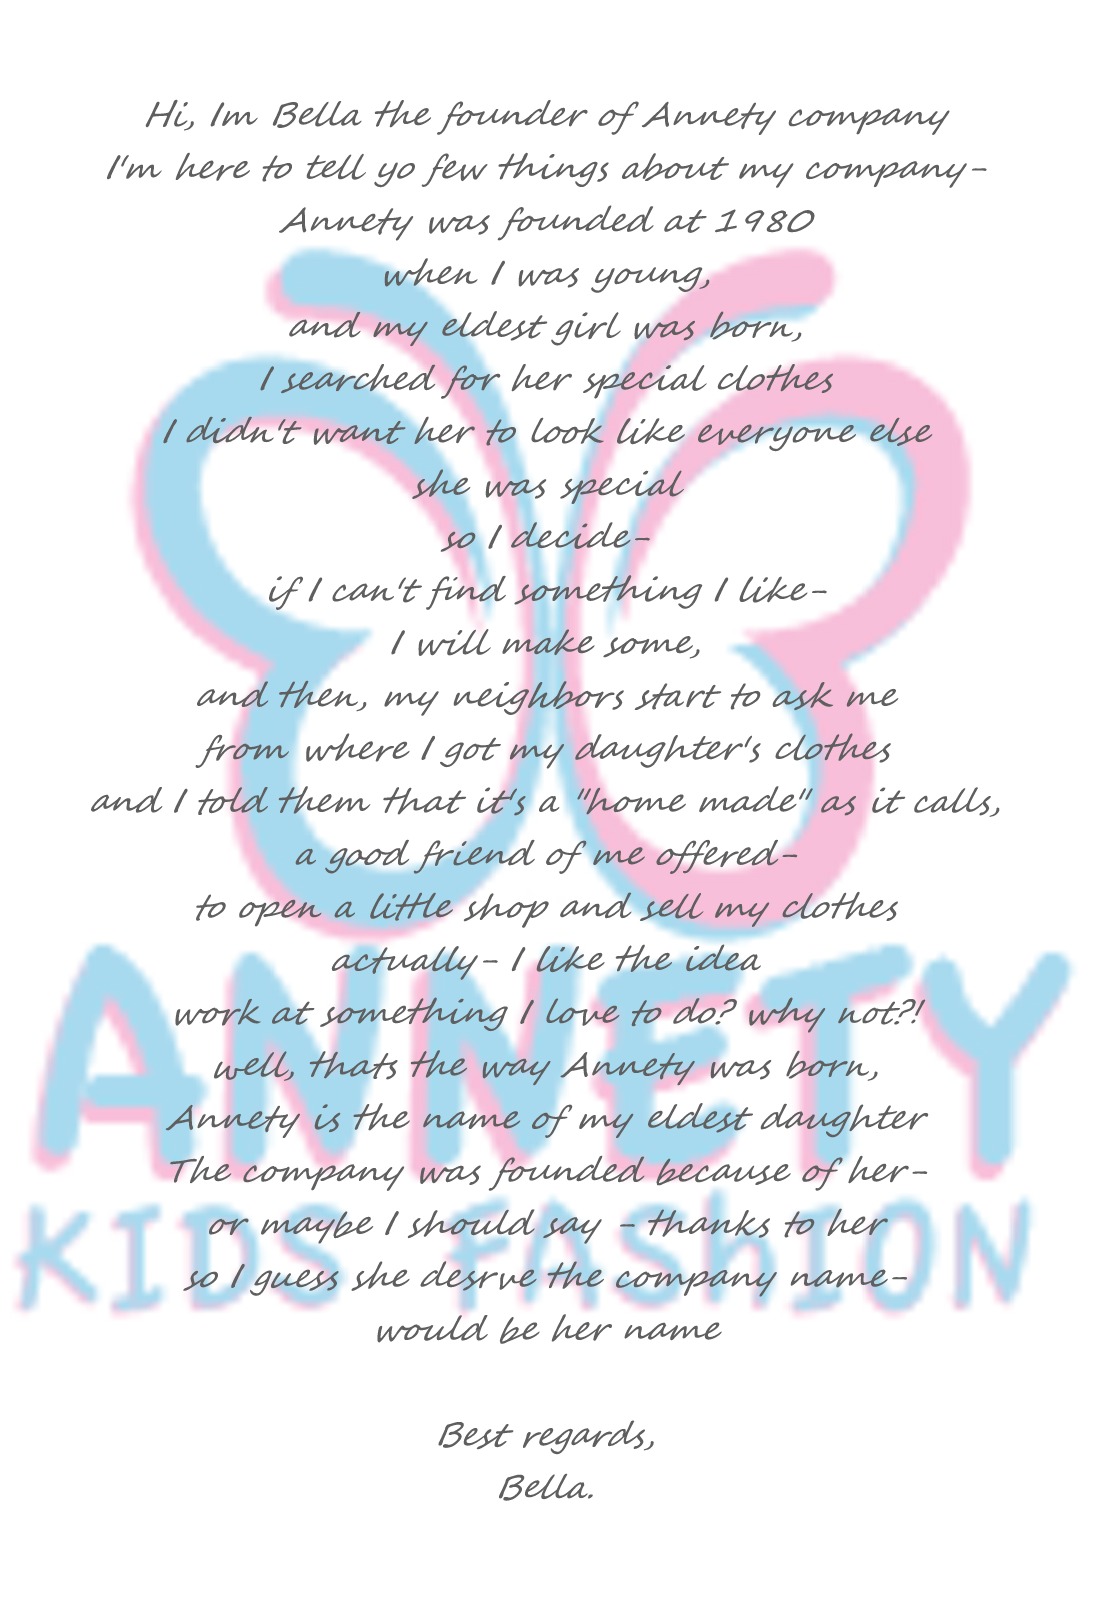 Hi, Im Bella the founder of Annety company
I'm here to tell yo few things about my company-
Annety was founded at 1980
when I was young,
and my eldest girl was born,
I searched for her special clothes
I didn't want her to look like everyone else
she was special
so I decide-
if I can't find something I like-
I will make some,
and then, my neighbors start to ask me
from where I got my daughter's clothes
and I told them that it's a "home made" as it calls,
a good friend of me offered-
to open a little shop and sell my clothes
actually- I like the idea
work at something I love to do? why not?!
well, thats the way Annety was born,
Annety is the name of my eldest daughter
The company was founded because of her-
or maybe I should say - thanks to her
so I guess she desrve the company name-
would be her name
Best regards,
Bella.
ANNETY
KIDS FAShION